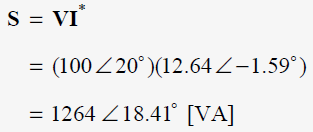 S = VI*
= (100∠20°)(12.64∠−1.59°)
= 1264 ∠18.41° [VA]